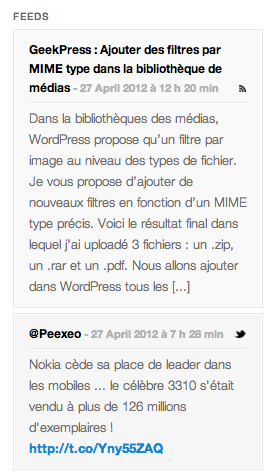 FEEDS
GeekPress : Ajouter des filtres par
MIME type dans la bibliothèque de
médias - 27 April 2012 à 12 h 20 min
Dans la bibliothèques des médias,
WordPress propose qu’un filtre par
image au niveau des types de fichier.
Je vous propose d’ajouter de
nouveaux filtres en fonction d’un MIME
type précis. Voici le résultat final dans
lequel j’ai uploadé 3 fichiers : un .zip,
un .rar et un .pdf. Nous allons ajouter
dans WordPress tous les [...]
@Peexeo - 27 April 2012 à 7 h 28 min
Nokia cède sa place de leader dans
les mobiles ... le célèbre 3310 s'était
vendu à plus de 126 millions
d'exemplaires !
http://t.co/Yny55ZAQ